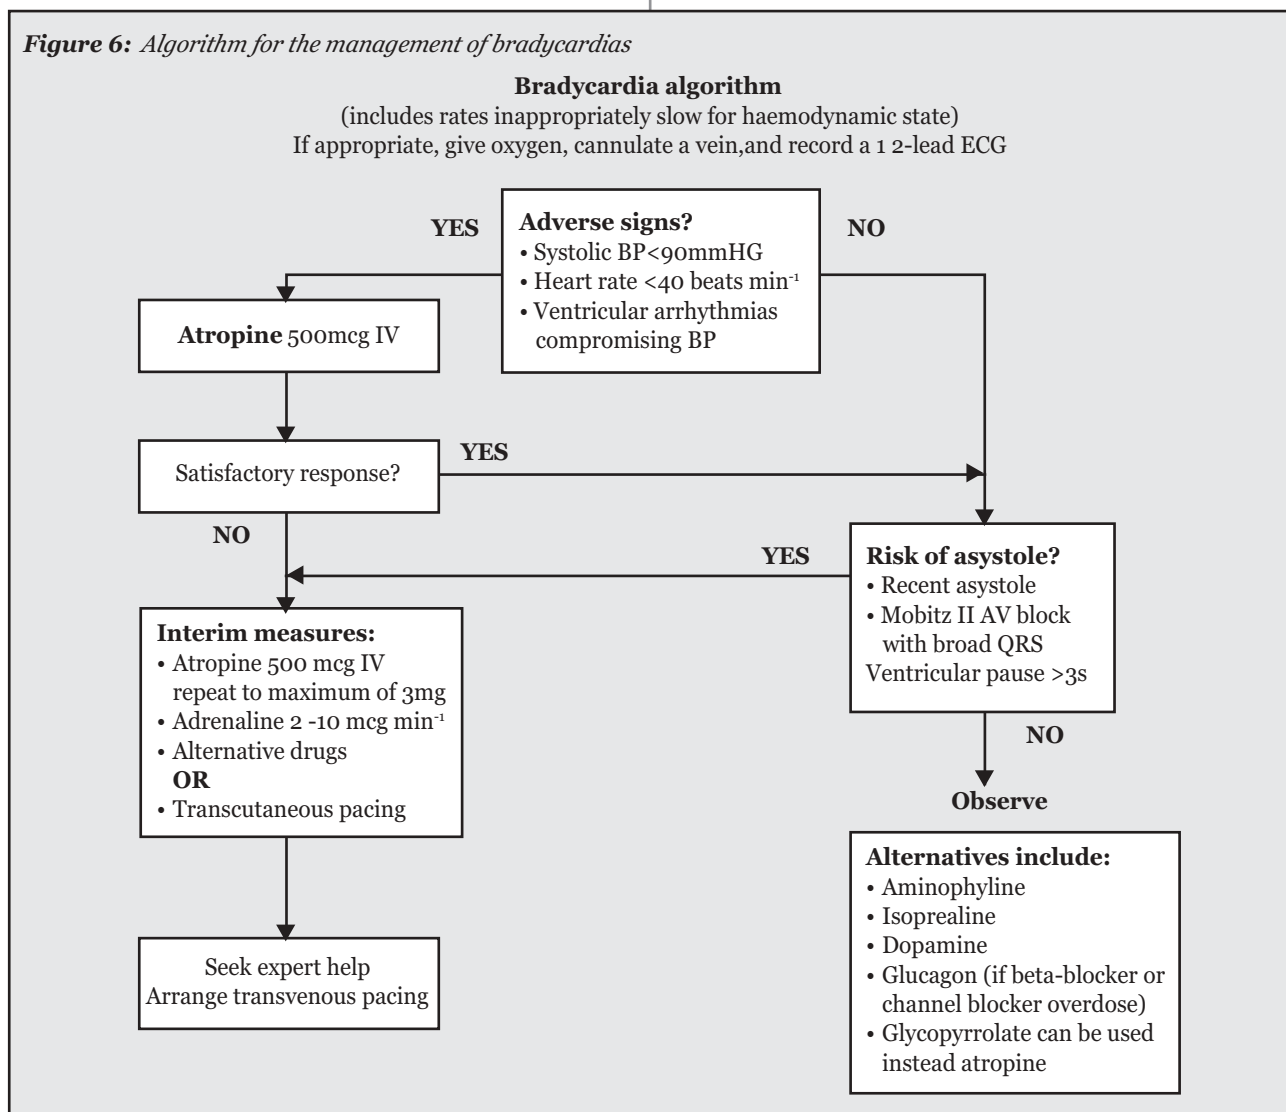 Figure 6: Algorithm for the management of bradycardias
Bradycardia algorithm
(includes rates inappropriately slow for haemodynamic state)
If appropriate, give oxygen, cannulate a vein,and record a 1 2-lead ECG
YES
Adverse signs?
• Systolic BP<90mmHG
• Heart rate <40 beats min⁻¹
• Ventricular arrhythmias
compromising BP
NO
Atropine 500mcg IV
Satisfactory response?
YES
NO
YES
Risk of asystole?
• Recent asystole
• Mobitz II AV block
with broad QRS
Ventricular pause >3s
Interim measures:
• Atropine 500 mcg IV
repeat to maximum of 3mg
• Adrenaline 2 -10 mcg min⁻¹
• Alternative drugs
OR
• Transcutaneous pacing
NO
Observe
Alternatives include:
• Aminophyline
• Isoprealine
• Dopamine
• Glucagon (if beta-blocker or
channel blocker overdose)
• Glycopyrrolate can be used
instead atropine
Seek expert help
Arrange transvenous pacing